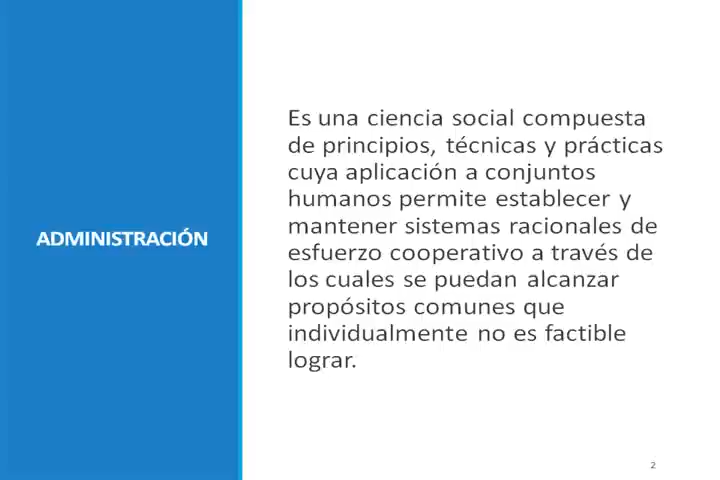 ADMINISTRACIÓN
Es una ciencia social compuesta
de principios, técnicas y prácticas
cuya aplicación a conjuntos
humanos permite establecer y
mantener sistemas racionales de
esfuerzo cooperativo a través de
los cuales se puedan alcanzar
propósitos comunes que
individualmente no es factible
lograr.
2